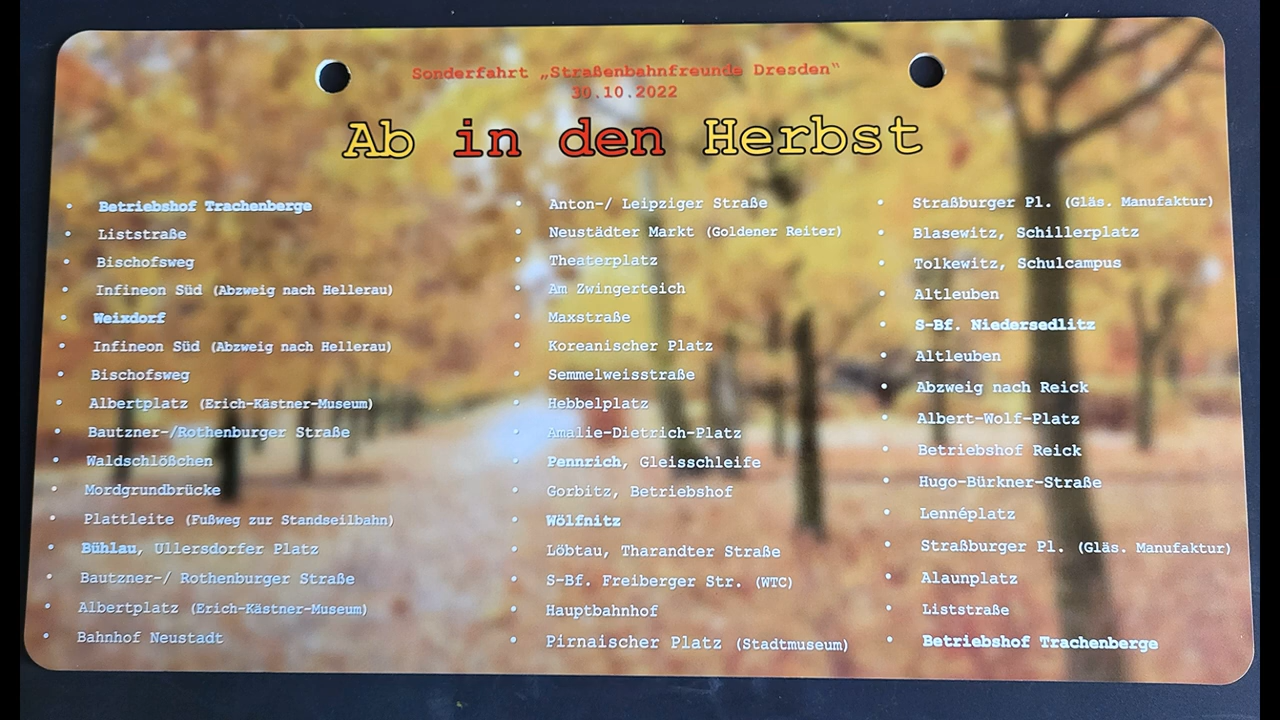 Sonderfahrt „Straßenbahnfreunde Dresden“
30.10.2022
Ab in den Herbst
• Betriebshof Trachenberge
• Liststraße
• Bischofsweg
• Infineon Süd (Abzweig nach Hellerau)
• Weixdorf
• Infineon Süd (Abzweig nach Hellerau)
• Bischofsweg
• Albertplatz (Erich-Kästner-Museum)
• Bautzner-/Rothenburger Straße
• Waldschlößchen
• Mordgrundbrücke
• Plattleite (Fußweg zur Standseilbahn)
• Bühlau, Ullersdorfer Platz
• Bautzner-/ Rothenburger Straße
• Albertplatz (Erich-Kästner-Museum)
• Bahnhof Neustadt
• Anton-/ Leipziger Straße
• Neustädter Markt (Goldener Reiter)
• Theaterplatz
• Am Zwingerteich
• Maxstraße
• Koreanischer Platz
• Semmelweisstraße
• Hebbelplatz
• Amalie-Dietrich-Platz
• Pennrich, Gleisschleife
• Gorbitz, Betriebshof
• Wölfnitz
• Löbtau, Tharandter Straße
• S-Bf. Freiberger Str. (WTC)
• Hauptbahnhof
• Pirnaischer Platz (Stadtmuseum)
• Straßburger Pl. (Gläs. Manufaktur)
• Blasewitz, Schillerplatz
• Tolkewitz, Schulcampus
• Altleuben
• S-Bf. Niedersedlitz
• Altleuben
• Abzweig nach Reick
• Albert-Wolf-Platz
• Betriebshof Reick
• Hugo-Bürkner-Straße
• Lennéplatz
• Straßburger Pl. (Gläs. Manufaktur)
• Alaunplatz
• Liststraße
• Betriebshof Trachenberge